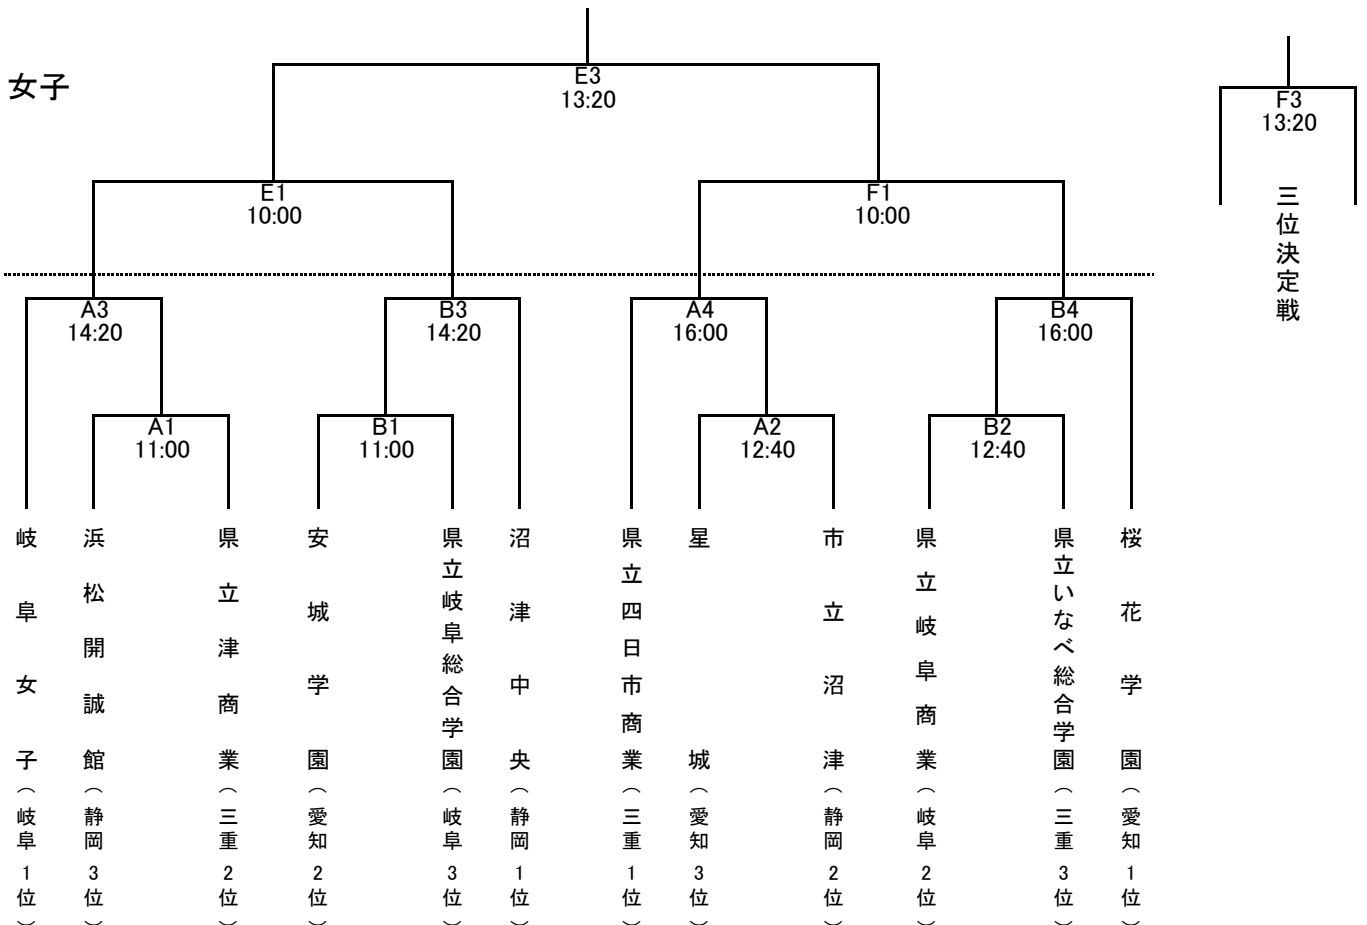 女子
E3
13:20
F3
13:20
三位決定戦
E1
10:00
F1
10:00
A3
14:20
B3
14:20
A4
16:00
B4
16:00
A1
11:00
B1
11:00
A2
12:40
B2
12:40
岐阜女子（岐阜1位）
浜松開誠館（静岡3位）
県立津商業（三重2位）
安城学園（愛知2位）
県立岐阜総合学園（岐阜3位）
沼津中央（静岡1位）
県立四日市商業（三重1位）
星城（愛知3位）
市立沼津（静岡2位）
県立岐阜商業（岐阜2位）
県立いなべ総合学園（三重3位）
桜花学園（愛知1位）